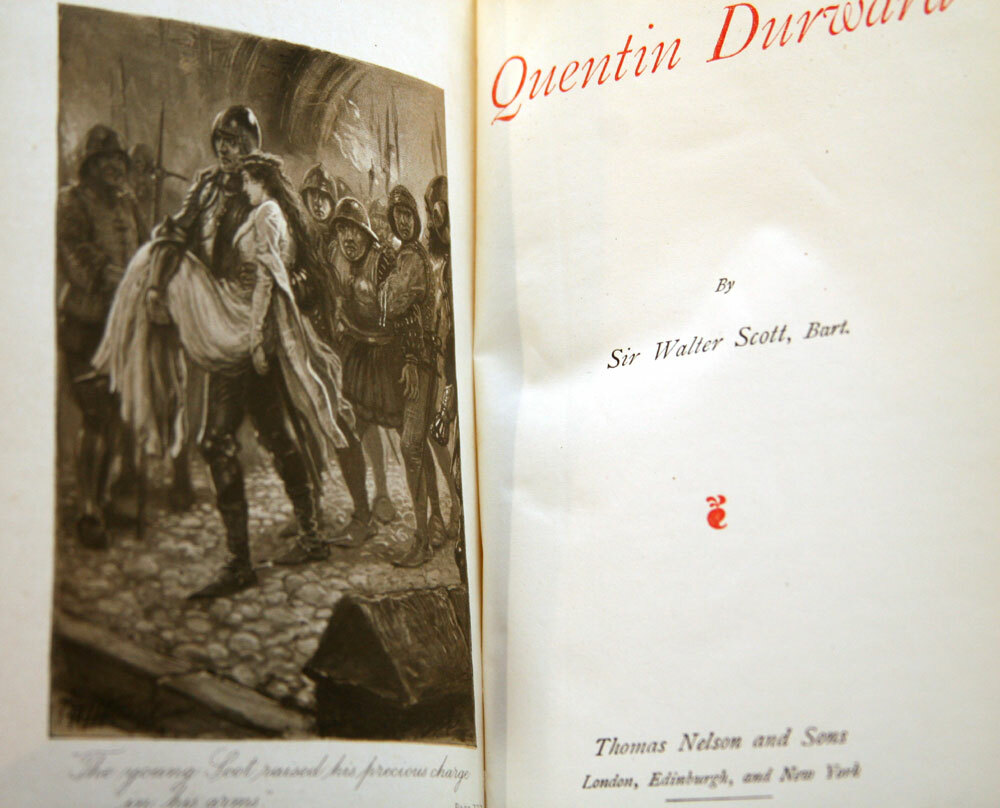 "The young Scot raised his precious charge
in his arms"
Quentin Durward
By
Sir Walter Scott, Bart.
Thomas Nelson and Sons
London, Edinburgh, and New York